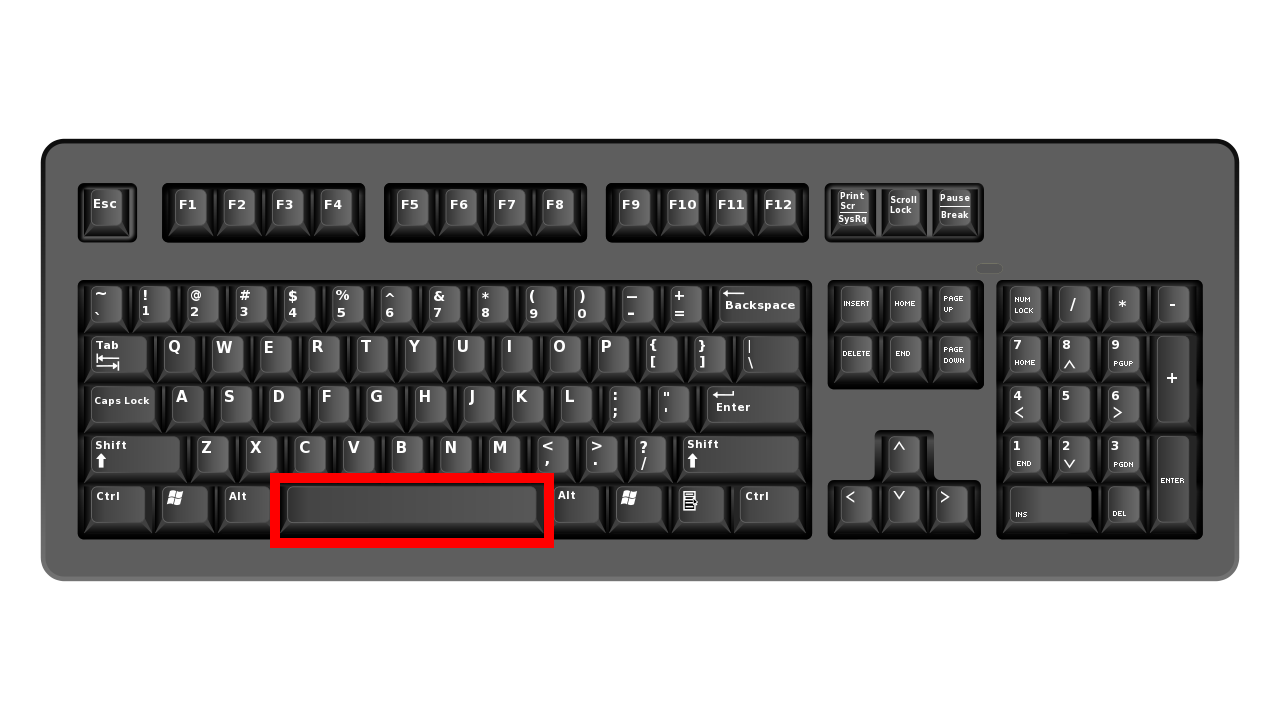 Esc F1 F2 F3 F4 F5 F6 F7 F8 F9 F10 F11 F12 Print Scr SysRq Scroll Lock Pause Break
~ ` ! 1 @ 2 # 3 $ 4 % 5 ^ 6 & 7 * 8 ( 9 ) 0 – - + = Backspace INSERT HOME PAGE UP NUM LOCK / * -
Tab Q W E R T Y U I O P { [ } ] | \ DELETE END PAGE DOWN 7 HOME 8 9 PGUP +
Caps Lock A S D F G H J K L : ; " ' Enter 4 < 5 6 >
Shift Z X C V B N M < , > . ? / Shift 1 END 2 3 PGDN ENTER
Ctrl Alt Alt Ctrl < > INS DEL